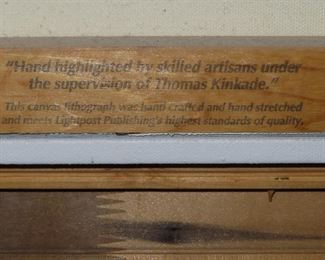 "Hand highlighted by skilled artisans under
the supervision of Thomas Kinkade."
This canvas lithograph was hand crafted and hand stretched
and meets Lightpost Publishing's highest standards of quality.